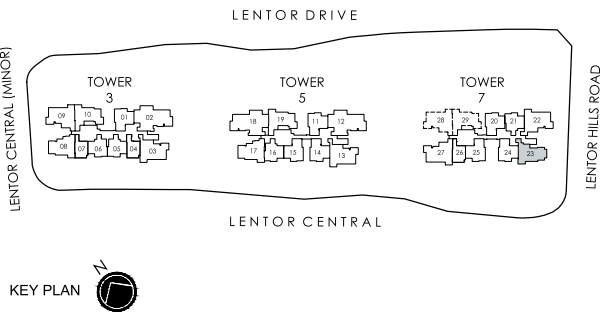 LENTOR DRIVE
LENTOR CENTRAL (MINOR)
LENTOR HILLS ROAD
TOWER
3
TOWER
5
TOWER
7
09 10 01 02
08 07 06 05 04 03
18 19 11 12
17 16 15 14 13
28 29 20 21 22
27 26 25 24 23
LENTOR CENTRAL
N
KEY PLAN